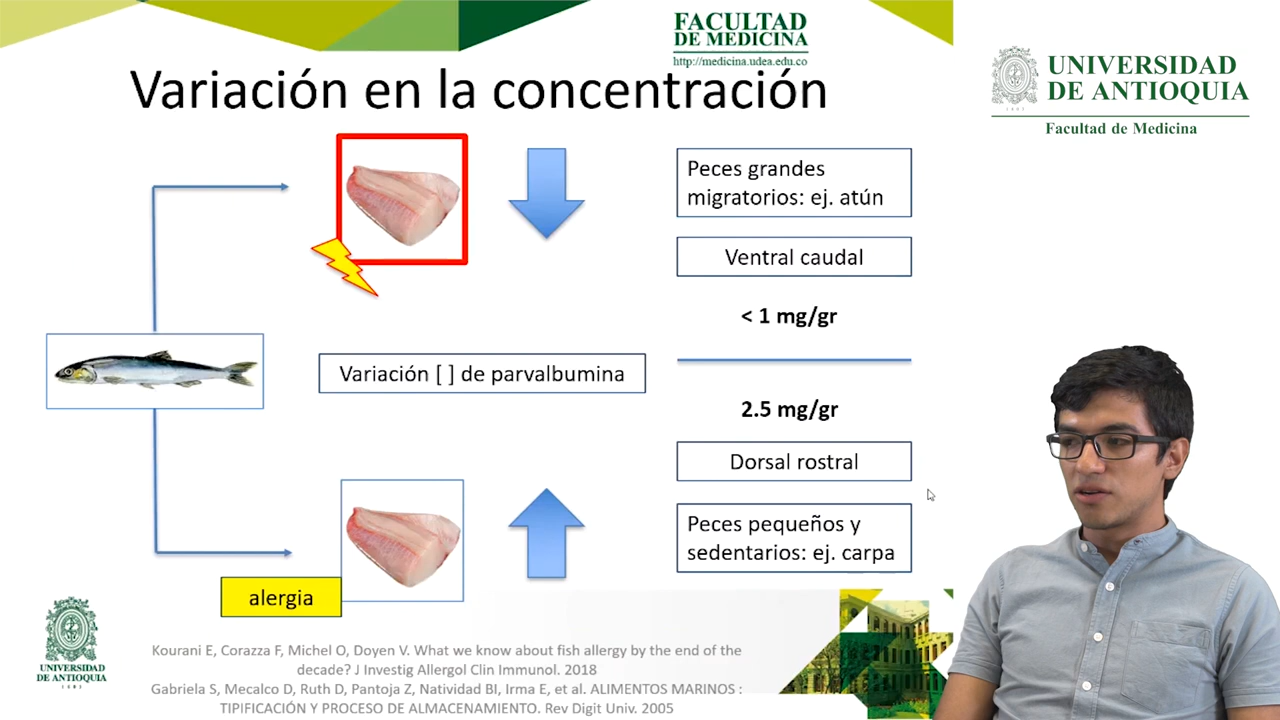 FACULTAD
DE MEDICINA
http://medicina.udea.edu.co
UNIVERSIDAD
DE ANTIOQUIA
1803
Facultad de Medicina
Variación en la concentración
Peces grandes
migratorios: ej. atún
Ventral caudal
< 1 mg/gr
Variación [ ] de parvalbumina
2.5 mg/gr
Dorsal rostral
Peces pequeños y
sedentarios: ej. carpa
alergia
UNIVERSIDAD
DE ANTIOQUIA
1803
Kourani E, Corazza F, Michel O, Doyen V. What we know about fish allergy by the end of the
decade? J Investig Allergol Clin Immunol. 2018
Gabriela S, Mecalco D, Ruth D, Pantoja Z, Natividad BI, Irma E, et al. ALIMENTOS MARINOS :
TIPIFICACIÓN Y PROCESO DE ALMACENAMIENTO. Rev Digit Univ. 2005